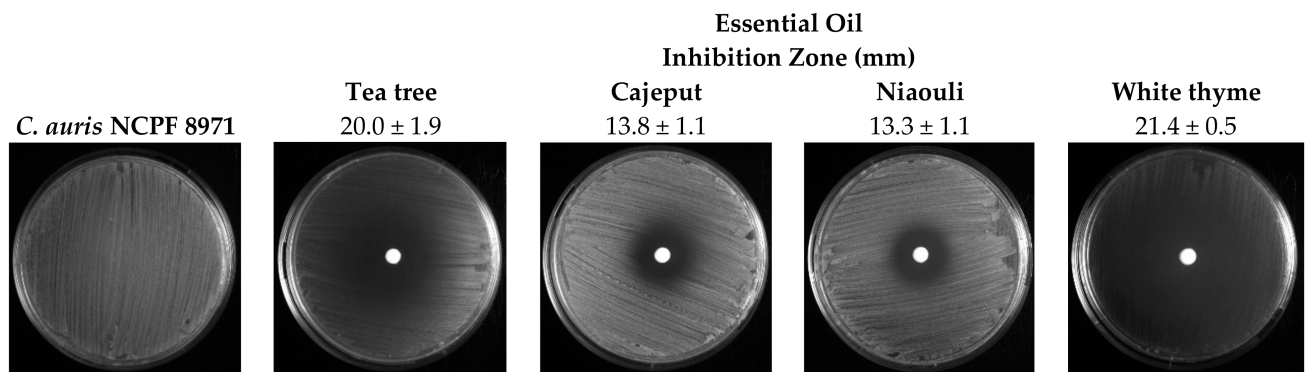 Essential Oil
Inhibition Zone (mm)
Tea tree Cajeput Niaouli White thyme
C. auris NCPF 8971 20.0 ± 1.9 13.8 ± 1.1 13.3 ± 1.1 21.4 ± 0.5